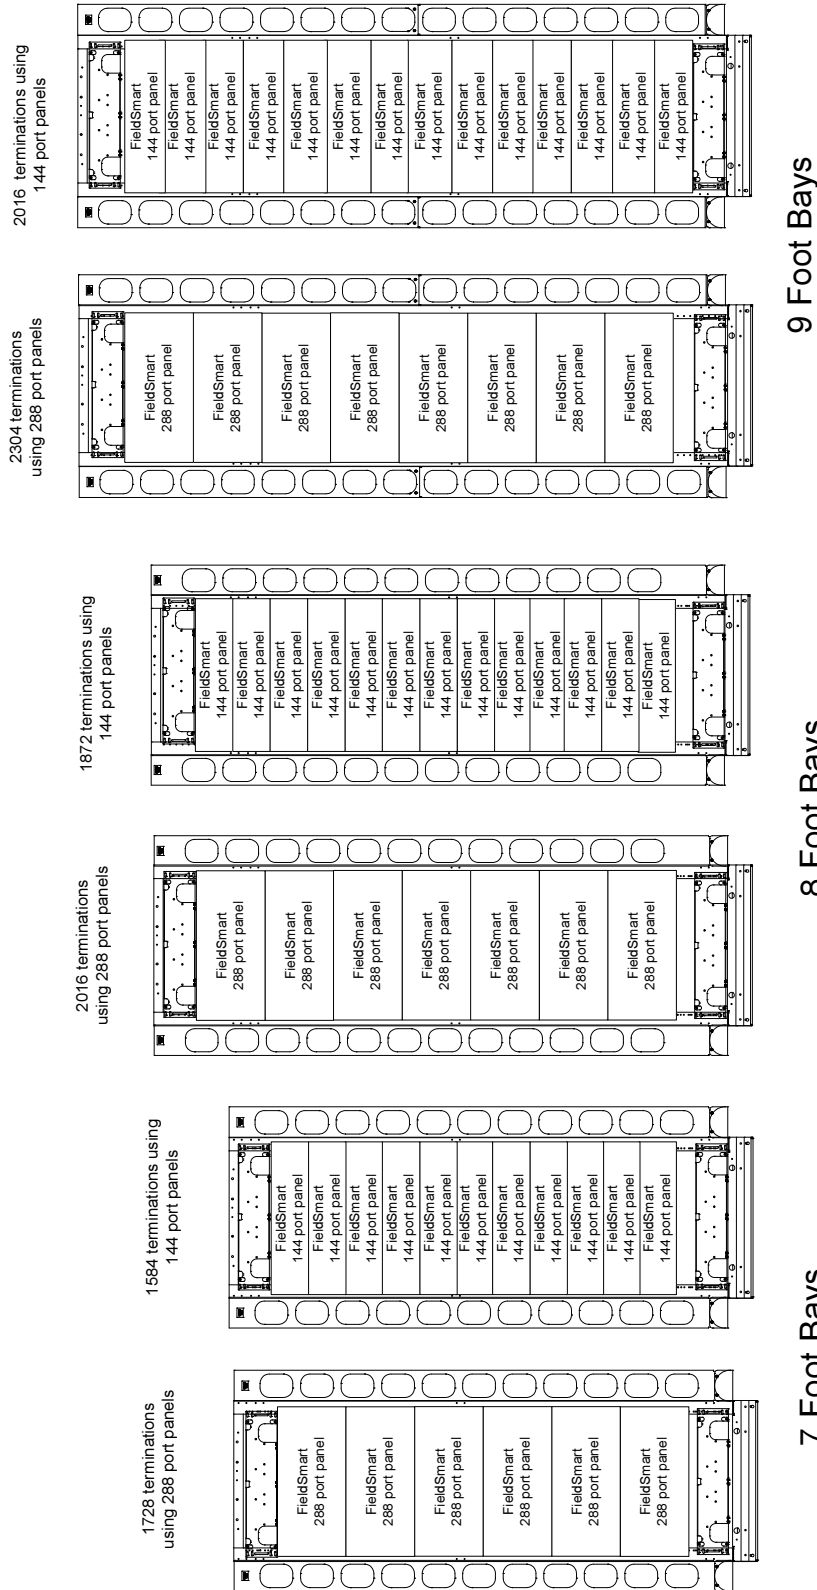 1728 terminations
using 288 port panels
FieldSmart
288 port panel
FieldSmart
288 port panel
FieldSmart
288 port panel
FieldSmart
288 port panel
FieldSmart
288 port panel
FieldSmart
288 port panel
1584 terminations using
144 port panels
FieldSmart
144 port panel
FieldSmart
144 port panel
FieldSmart
144 port panel
FieldSmart
144 port panel
FieldSmart
144 port panel
FieldSmart
144 port panel
FieldSmart
144 port panel
FieldSmart
144 port panel
FieldSmart
144 port panel
FieldSmart
144 port panel
FieldSmart
144 port panel
7 Foot Bays
2016 terminations
using 288 port panels
FieldSmart
288 port panel
FieldSmart
288 port panel
FieldSmart
288 port panel
FieldSmart
288 port panel
FieldSmart
288 port panel
FieldSmart
288 port panel
FieldSmart
288 port panel
1872 terminations using
144 port panels
FieldSmart
144 port panel
FieldSmart
144 port panel
FieldSmart
144 port panel
FieldSmart
144 port panel
FieldSmart
144 port panel
FieldSmart
144 port panel
FieldSmart
144 port panel
FieldSmart
144 port panel
FieldSmart
144 port panel
FieldSmart
144 port panel
FieldSmart
144 port panel
FieldSmart
144 port panel
FieldSmart
144 port panel
8 Foot Bays
2304 terminations
using 288 port panels
FieldSmart
288 port panel
FieldSmart
288 port panel
FieldSmart
288 port panel
FieldSmart
288 port panel
FieldSmart
288 port panel
FieldSmart
288 port panel
FieldSmart
288 port panel
FieldSmart
288 port panel
2016 terminations using
144 port panels
FieldSmart
144 port panel
FieldSmart
144 port panel
FieldSmart
144 port panel
FieldSmart
144 port panel
FieldSmart
144 port panel
FieldSmart
144 port panel
FieldSmart
144 port panel
FieldSmart
144 port panel
FieldSmart
144 port panel
FieldSmart
144 port panel
FieldSmart
144 port panel
FieldSmart
144 port panel
FieldSmart
144 port panel
FieldSmart
144 port panel
9 Foot Bays